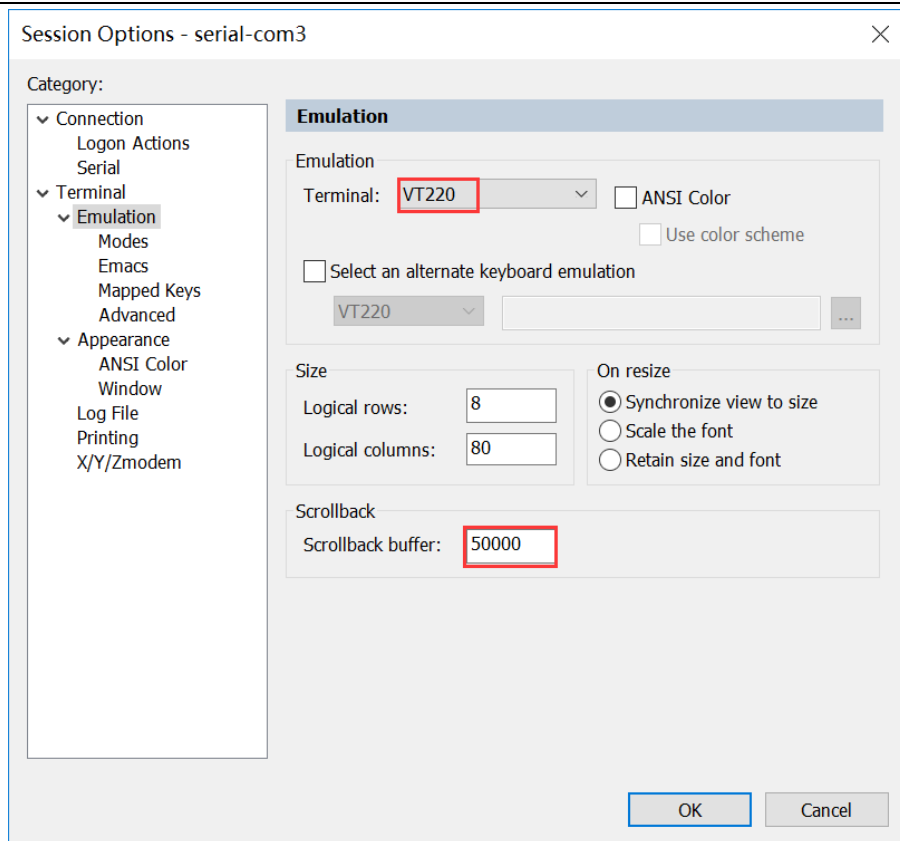 Session Options - serial-com3
Category:
Connection
Logon Actions
Serial
Terminal
Emulation
Modes
Emacs
Mapped Keys
Advanced
Appearance
ANSI Color
Window
Log File
Printing
X/Y/Zmodem
Emulation
Emulation
Terminal: VT220 ANSI Color
Use color scheme
Select an alternate keyboard emulation
VT220 ...
Size
Logical rows: 8
Logical columns: 80
On resize
Synchronize view to size
Scale the font
Retain size and font
Scrollback
Scrollback buffer: 50000
OK Cancel